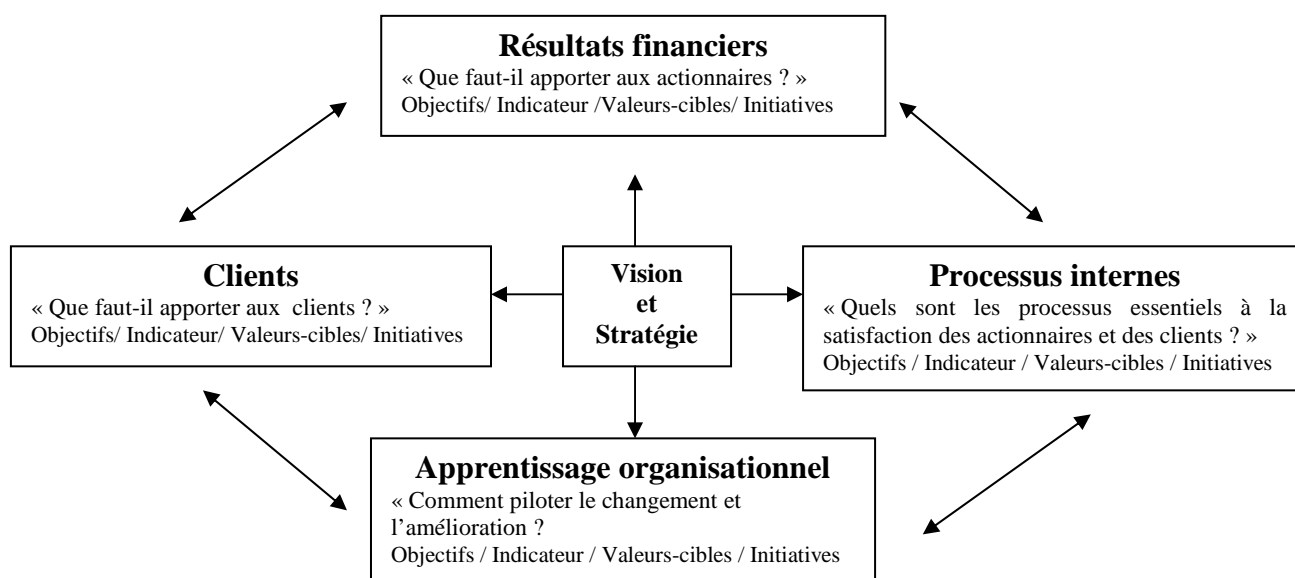 Résultats financiers
« Que faut-il apporter aux actionnaires ? »
Objectifs/ Indicateur /Valeurs-cibles/ Initiatives
Clients
« Que faut-il apporter aux clients ? »
Objectifs/ Indicateur/ Valeurs-cibles/ Initiatives
Vision
et
Stratégie
Processus internes
« Quels sont les processus essentiels à la
satisfaction des actionnaires et des clients ? »
Objectifs / Indicateur / Valeurs-cibles / Initiatives
Apprentissage organisationnel
« Comment piloter le changement et
l’amélioration ?
Objectifs / Indicateur / Valeurs-cibles / Initiatives